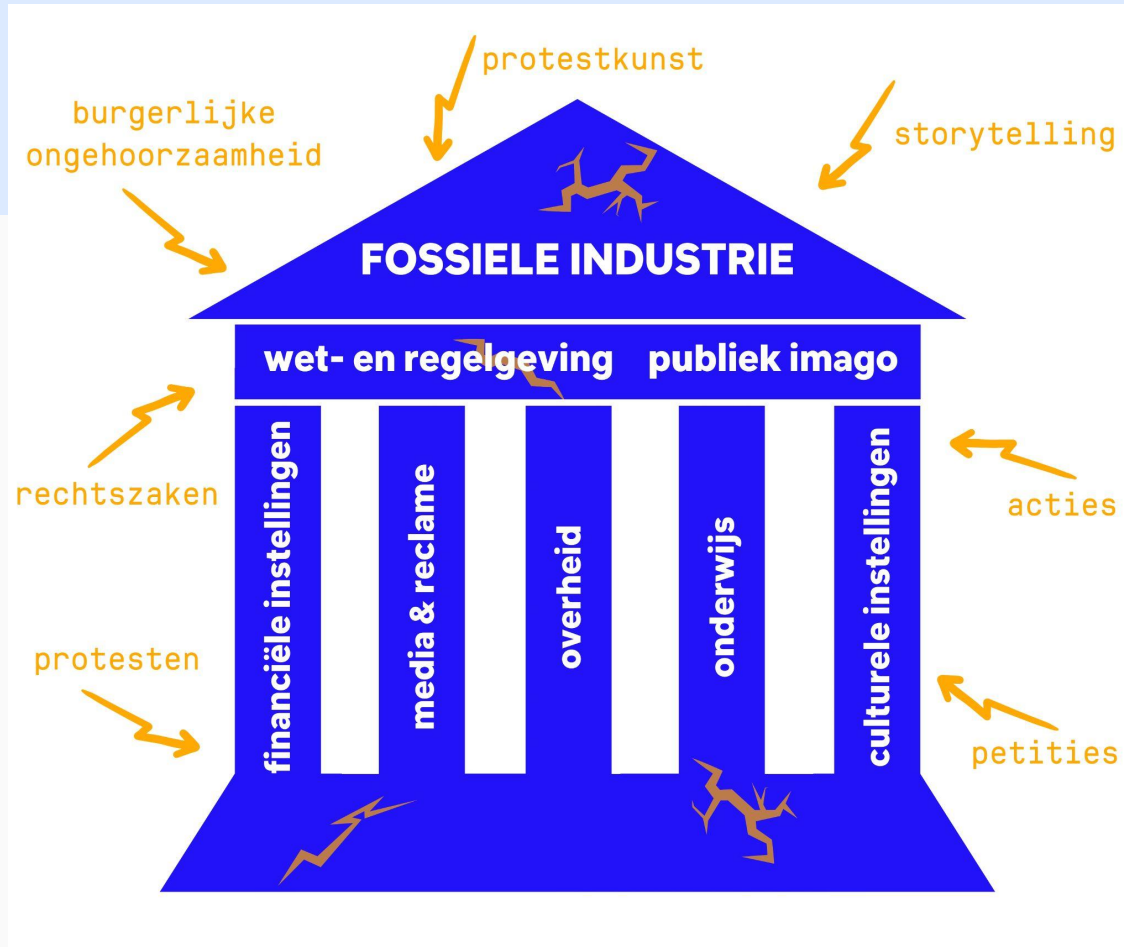 protestkunst
burgerlijke
ongehoorzaamheid
storytelling
FOSSIELE INDUSTRIE
wet- en regelgeving publiek imago
rechtszaken
acties
protesten
petities
financiële instellingen
media & reclame
overheid
onderwijs
culturele instellingen